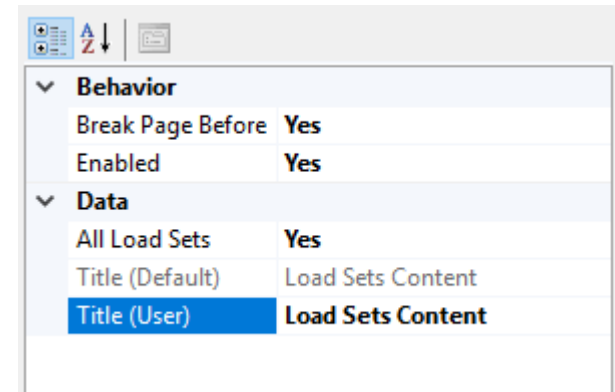 A
Z
Behavior
Break Page Before Yes
Enabled Yes
Data
All Load Sets Yes
Title (Default) Load Sets Content
Title (User) Load Sets Content